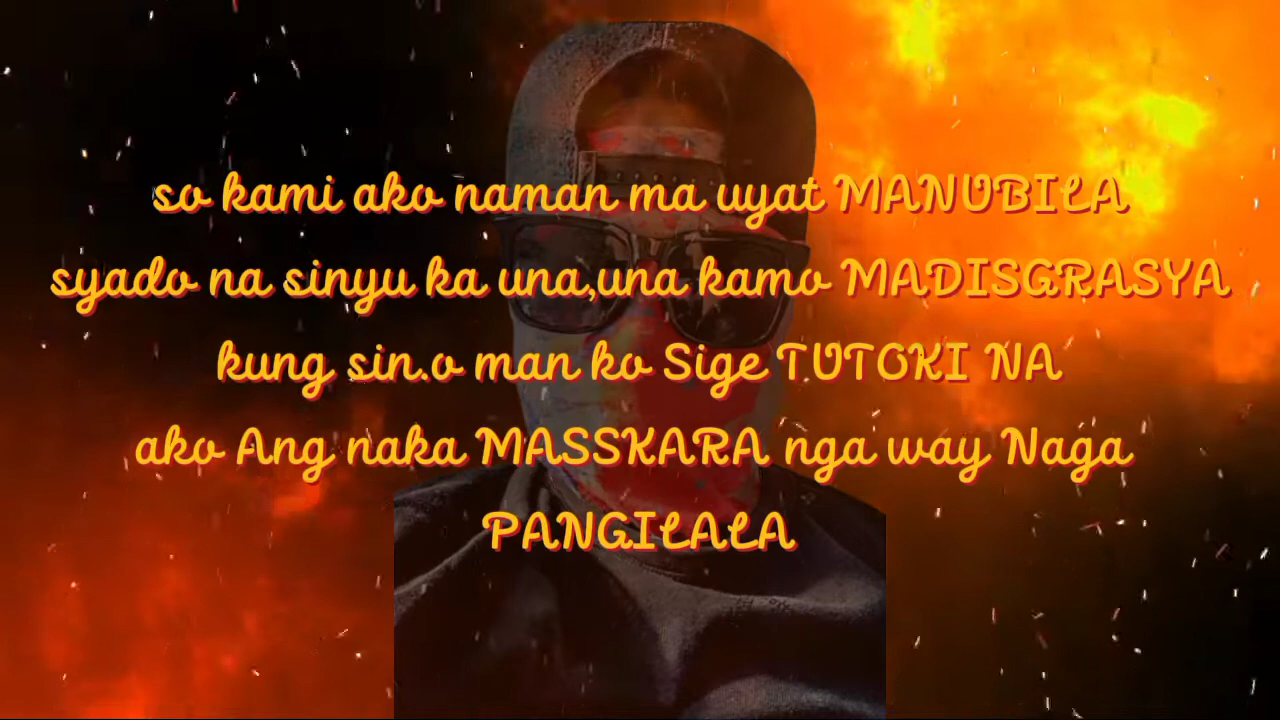 so kami ako naman ma uyat MANUBILA
syado na sinyu ka una,una kamo MADISGRASYA
kung sin.o man ko Sige TUTOKI NA
ako Ang naka MASSKARA nga way Naga
PANGILALA